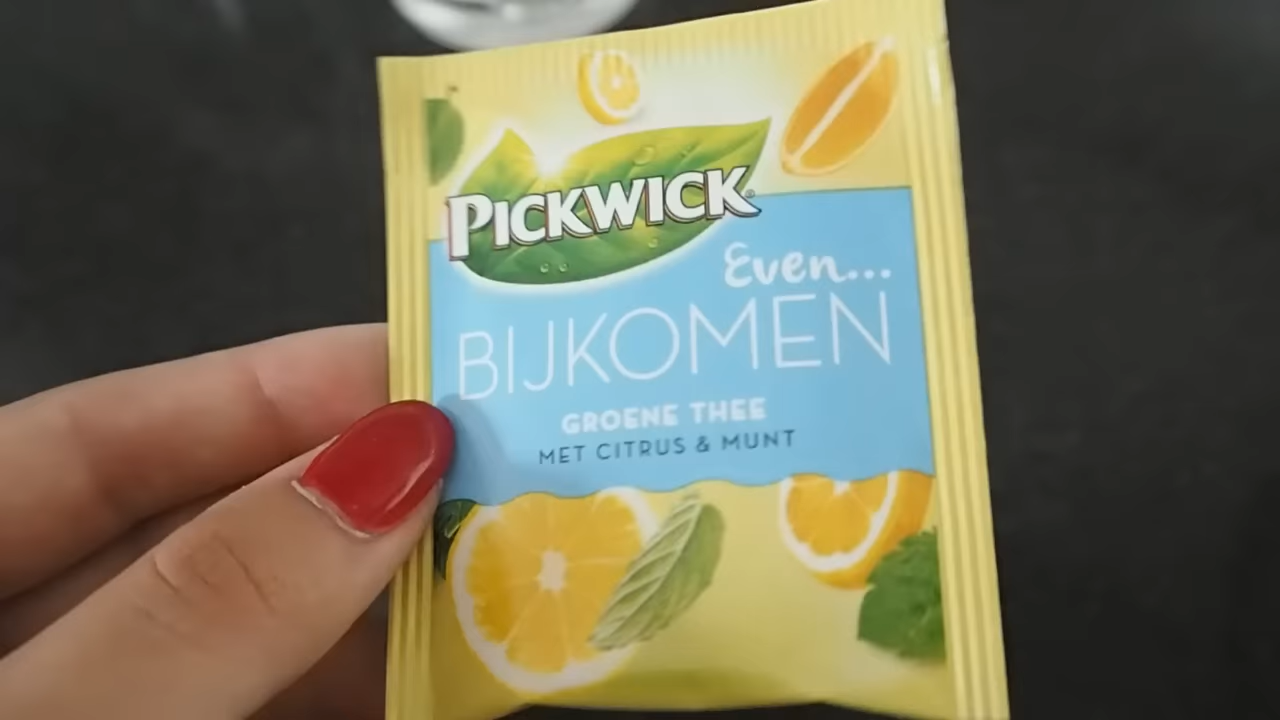 PICKWICK
Even...
BIJKOMEN
GROENE THEE
MET CITRUS & MUNT